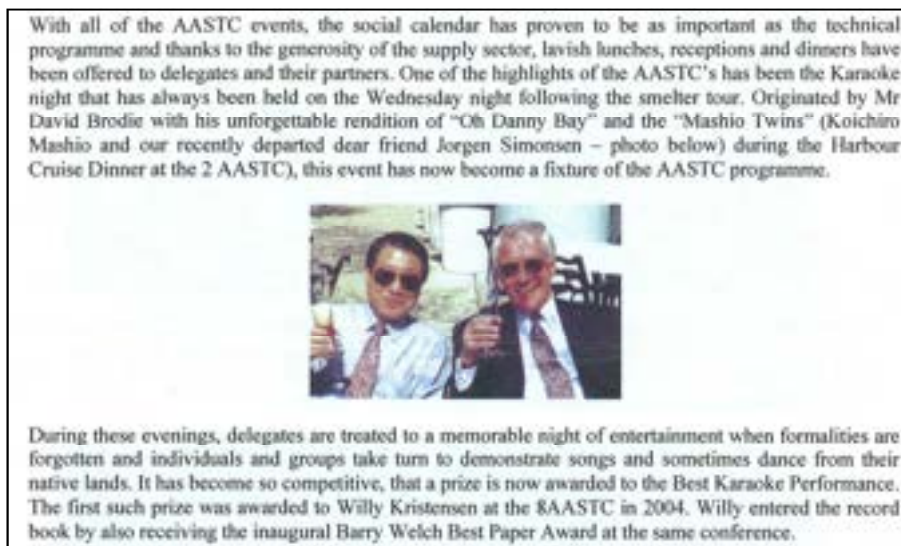 With all of the AASTC events, the social calendar has proven to be as important as the technical
programme and thanks to the generosity of the supply sector, lavish lunches, receptions and dinners have
been offered to delegates and their partners. One of the highlights of the AASTC's has been the Karaoke
night that has always been held on the Wednesday night following the smelter tour. Originated by Mr
David Brodie with his unforgettable rendition of "Oh Danny Bay" and the "Mashio Twins" (Koichiro
Mashio and our recently departed dear friend Jorgen Simonsen – photo below) during the Harbour
Cruise Dinner at the 2 AASTC), this event has now become a fixture of the AASTC programme.
During these evenings, delegates are treated to a memorable night of entertainment when formalities are
forgotten and individuals and groups take turn to demonstrate songs and sometimes dance from their
native lands. It has become so competitive, that a prize is now awarded to the Best Karaoke Performance.
The first such prize was awarded to Willy Kristensen at the 8AASTC in 2004. Willy entered the record
book by also receiving the inaugural Barry Welch Best Paper Award at the same conference.